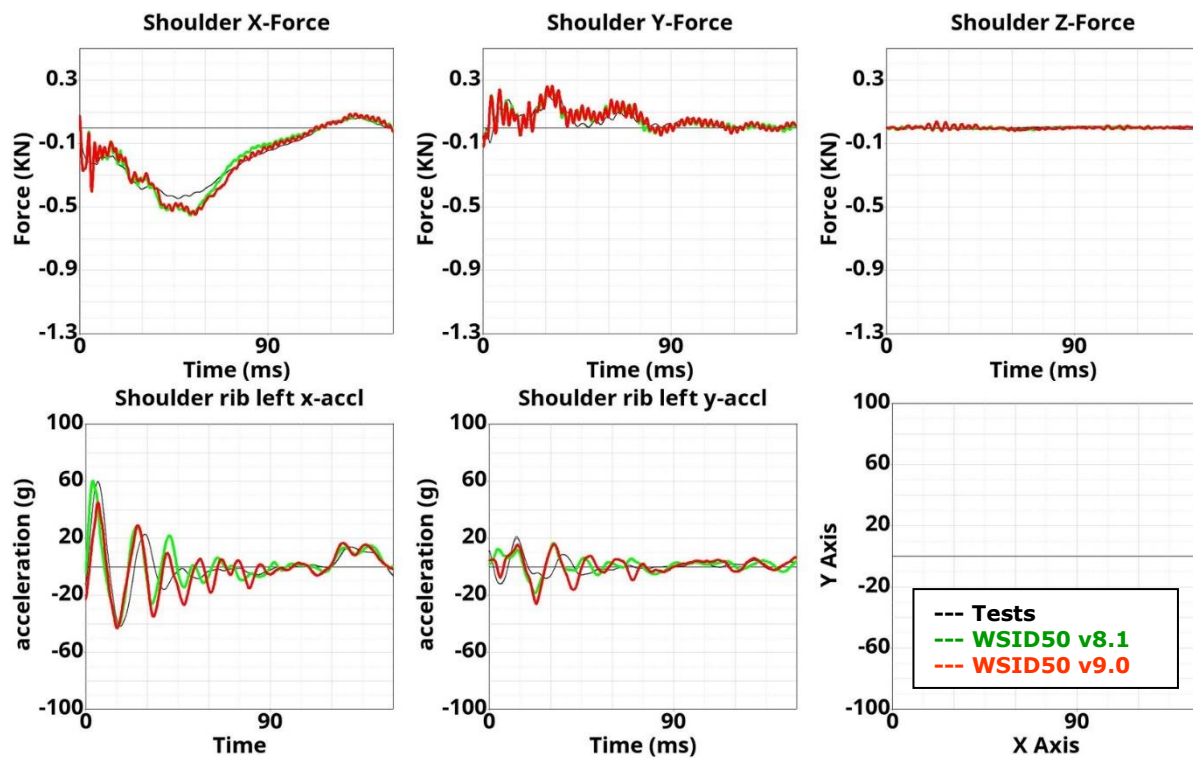 Shoulder X-Force
Shoulder Y-Force
Shoulder Z-Force
Force (KN)
0.3
-0.1
-0.5
-0.9
-1.3
0
90
Time (ms)
Force (KN)
0.3
-0.1
-0.5
-0.9
-1.3
0
90
Time (ms)
Force (KN)
0.3
-0.1
-0.5
-0.9
-1.3
0
90
Time (ms)
Shoulder rib left x-accl
Shoulder rib left y-accl
acceleration (g)
100
60
20
-20
-60
-100
0
90
Time
acceleration (g)
100
60
20
-20
-60
-100
0
90
Time (ms)
Y Axis
100
60
20
-20
-60
-100
0
90
X Axis
--- Tests
--- WSID50 v8.1
--- WSID50 v9.0